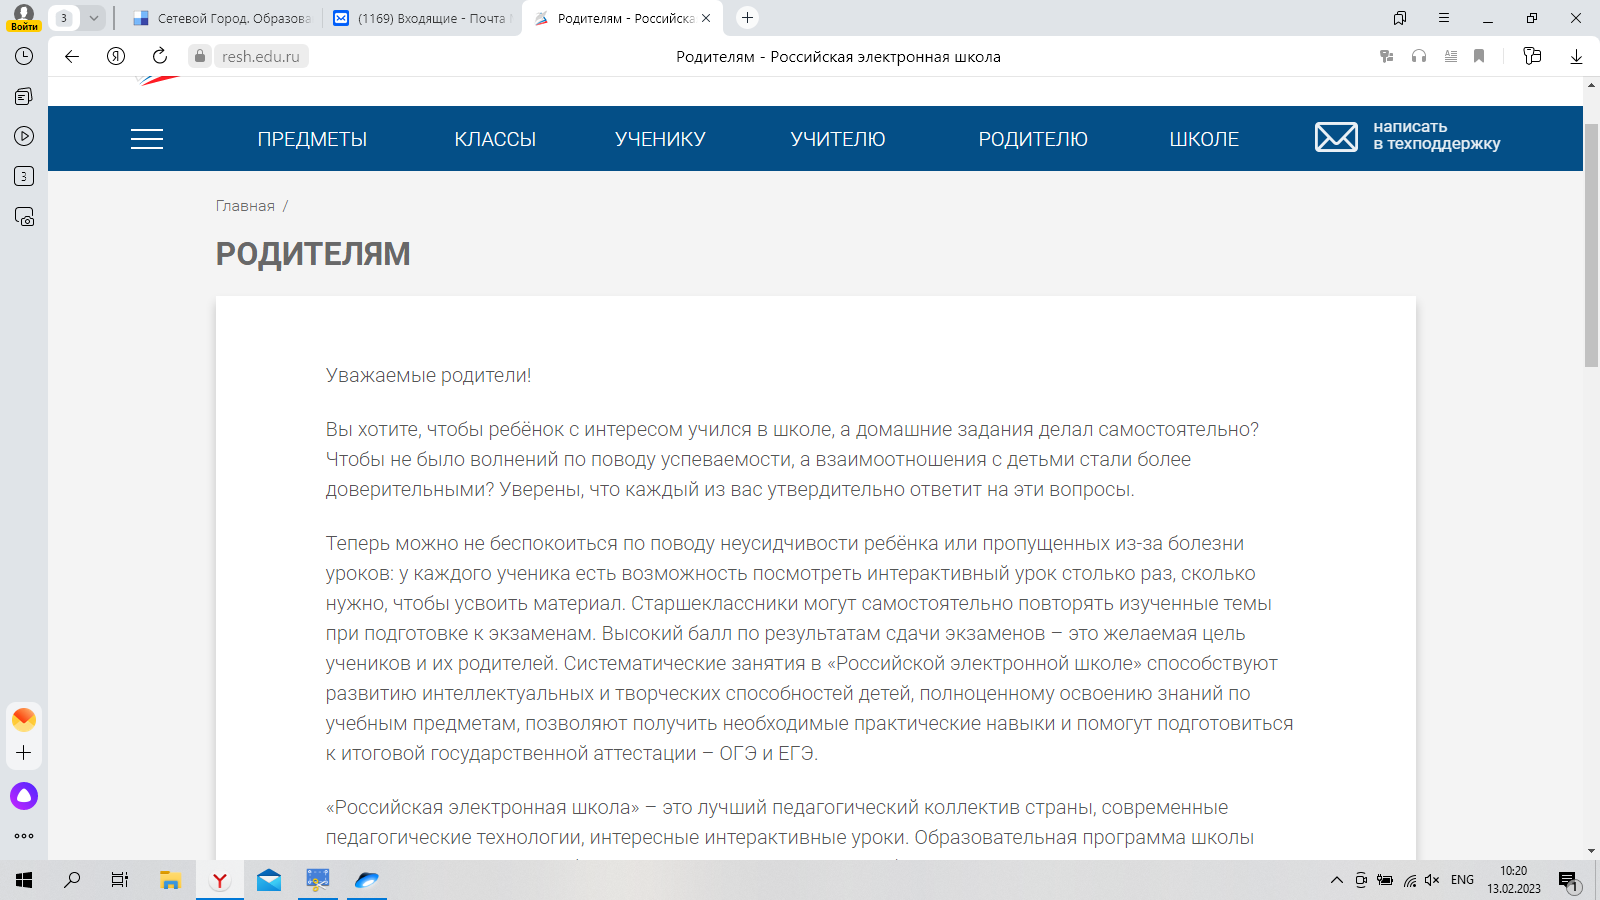 Войти
3
Сетевой Город. Образова
(1169) Входящие - Почта
Родителям - Российска
resh.edu.ru
Родителям - Российская электронная школа
3
ПРЕДМЕТЫ
КЛАССЫ
УЧЕНИКУ
УЧИТЕЛЮ
РОДИТЕЛЮ
ШКОЛЕ
написать
в техподдержку
Главная /
РОДИТЕЛЯМ
Уважаемые родители!
Вы хотите, чтобы ребёнок с интересом учился в школе, а домашние задания делал самостоятельно?
Чтобы не было волнений по поводу успеваемости, а взаимоотношения с детьми стали более
доверительными? Уверены, что каждый из вас утвердительно ответит на эти вопросы.
Теперь можно не беспокоиться по поводу неусидчивости ребёнка или пропущенных из-за болезни
уроков: у каждого ученика есть возможность посмотреть интерактивный урок столько раз, сколько
нужно, чтобы усвоить материал. Старшеклассники могут самостоятельно повторять изученные темы
при подготовке к экзаменам. Высокий балл по результатам сдачи экзаменов – это желаемая цель
учеников и их родителей. Систематические занятия в «Российской электронной школе» способствуют
развитию интеллектуальных и творческих способностей детей, полноценному освоению знаний по
учебным предметам, позволяют получить необходимые практические навыки и помогут подготовиться
к итоговой государственной аттестации – ОГЭ и ЕГЭ.
«Российская электронная школа» – это лучший педагогический коллектив страны, современные
педагогические технологии, интересные интерактивные уроки. Образовательная программа школы
ENG
10:20
13.02.2023
1